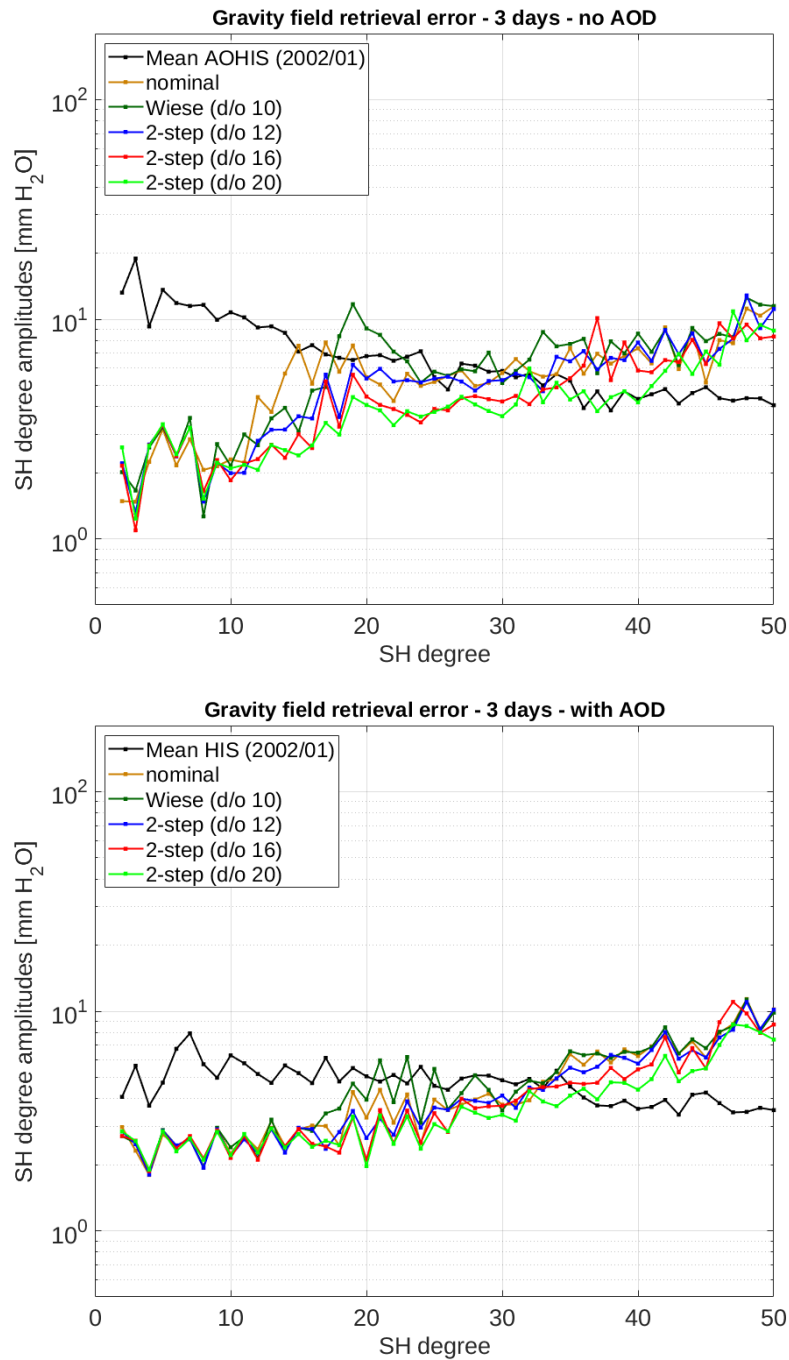 Gravity field retrieval error - 3 days - no AOD
Mean AOHIS (2002/01)
nominal
Wiese (d/o 10)
2-step (d/o 12)
2-step (d/o 16)
2-step (d/o 20)
10^2
10^1
10^0
SH degree amplitudes [mm H_2O]
0 10 20 30 40 50
SH degree
Gravity field retrieval error - 3 days - with AOD
Mean HIS (2002/01)
nominal
Wiese (d/o 10)
2-step (d/o 12)
2-step (d/o 16)
2-step (d/o 20)
10^2
10^1
10^0
SH degree amplitudes [mm H_2O]
0 10 20 30 40 50
SH degree